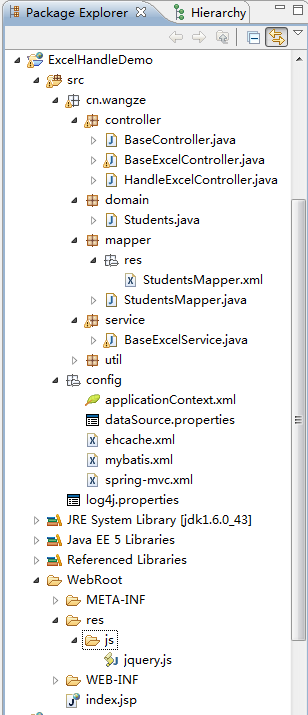 Package Explorer
Hierarchy
ExcelHandleDemo
src
cn.wangze
controller
BaseController.java
BaseExcelController.java
HandleExcelController.java
domain
Students.java
mapper
res
StudentsMapper.xml
StudentsMapper.java
service
BaseExcelService.java
util
config
applicationContext.xml
dataSource.properties
ehcache.xml
mybatis.xml
spring-mvc.xml
log4j.properties
JRE System Library [jdk1.6.0_43]
Java EE 5 Libraries
Referenced Libraries
WebRoot
META-INF
res
js
jquery.js
WEB-INF
index.jsp